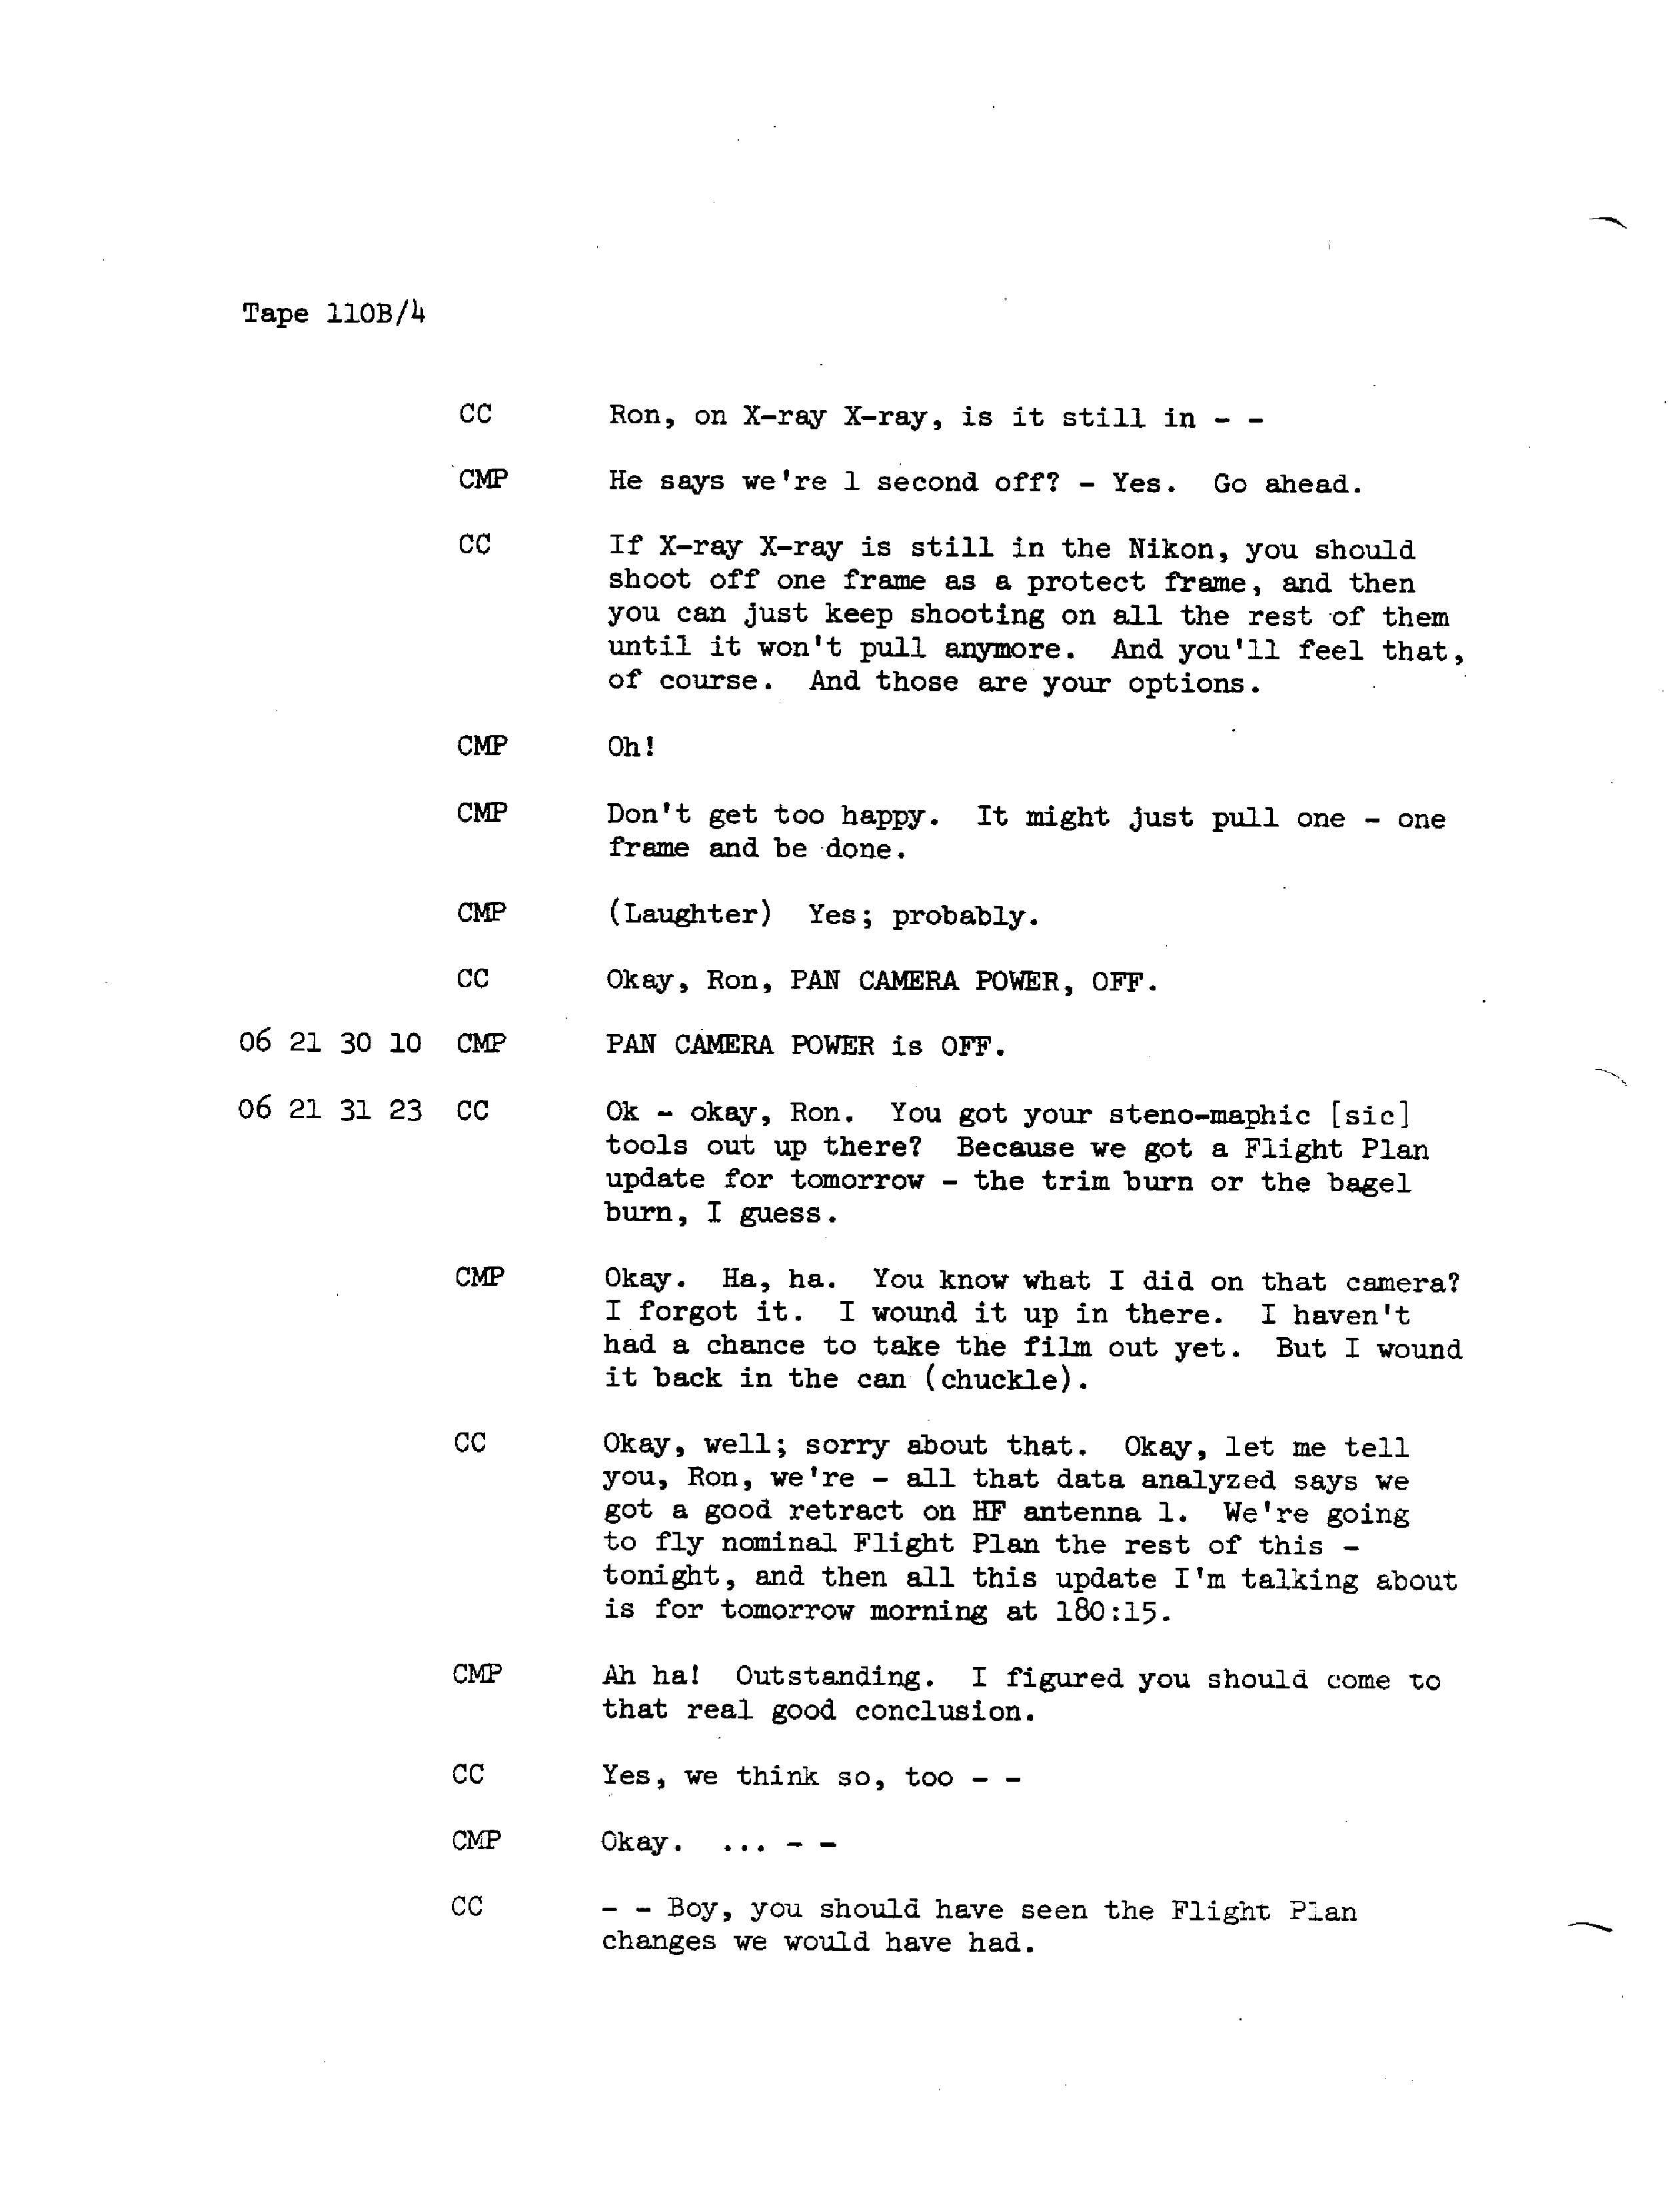 Tape 110B/4
CC Ron, on X-ray X-ray, is it still in - -
CMP He says we're 1 second off? - Yes. Go ahead.
CC If X-ray X-ray is still in the Nikon, you should
shoot off one frame as a protect frame, and then
you can just keep shooting on all the rest of them
until it won't pull anymore. And you'll feel that,
of course. And those are your options.
CMP Oh!
CMP Don't get too happy. It might just pull one - one
frame and be done.
CMP (Laughter) Yes; probably.
CC Okay, Ron, PAN CAMERA POWER, OFF.
06 21 30 10 CMP PAN CAMERA POWER is OFF.
06 21 31 23 CC Ok - okay, Ron. You got your steno-maphic [sic]
tools out up there? Because we got a Flight Plan
update for tomorrow - the trim burn or the bagel
burn, I guess.
CMP Okay. Ha, ha. You know what I did on that camera?
I forgot it. I wound it up in there. I haven't
had a chance to take the film out yet. But I wound
it back in the can (chuckle).
CC Okay, well; sorry about that. Okay, let me tell
you, Ron, we're - all that data analyzed says we
got a good retract on HF antenna 1. We're going
to fly nominal Flight Plan the rest of this -
tonight, and then all this update I'm talking about
is for tomorrow morning at 180:15.
CMP Ah ha! Outstanding. I figured you should come to
that real good conclusion.
CC Yes, we think so, too - -
CMP Okay. ... - -
CC - - Boy, you should have seen the Flight Plan
changes we would have had.